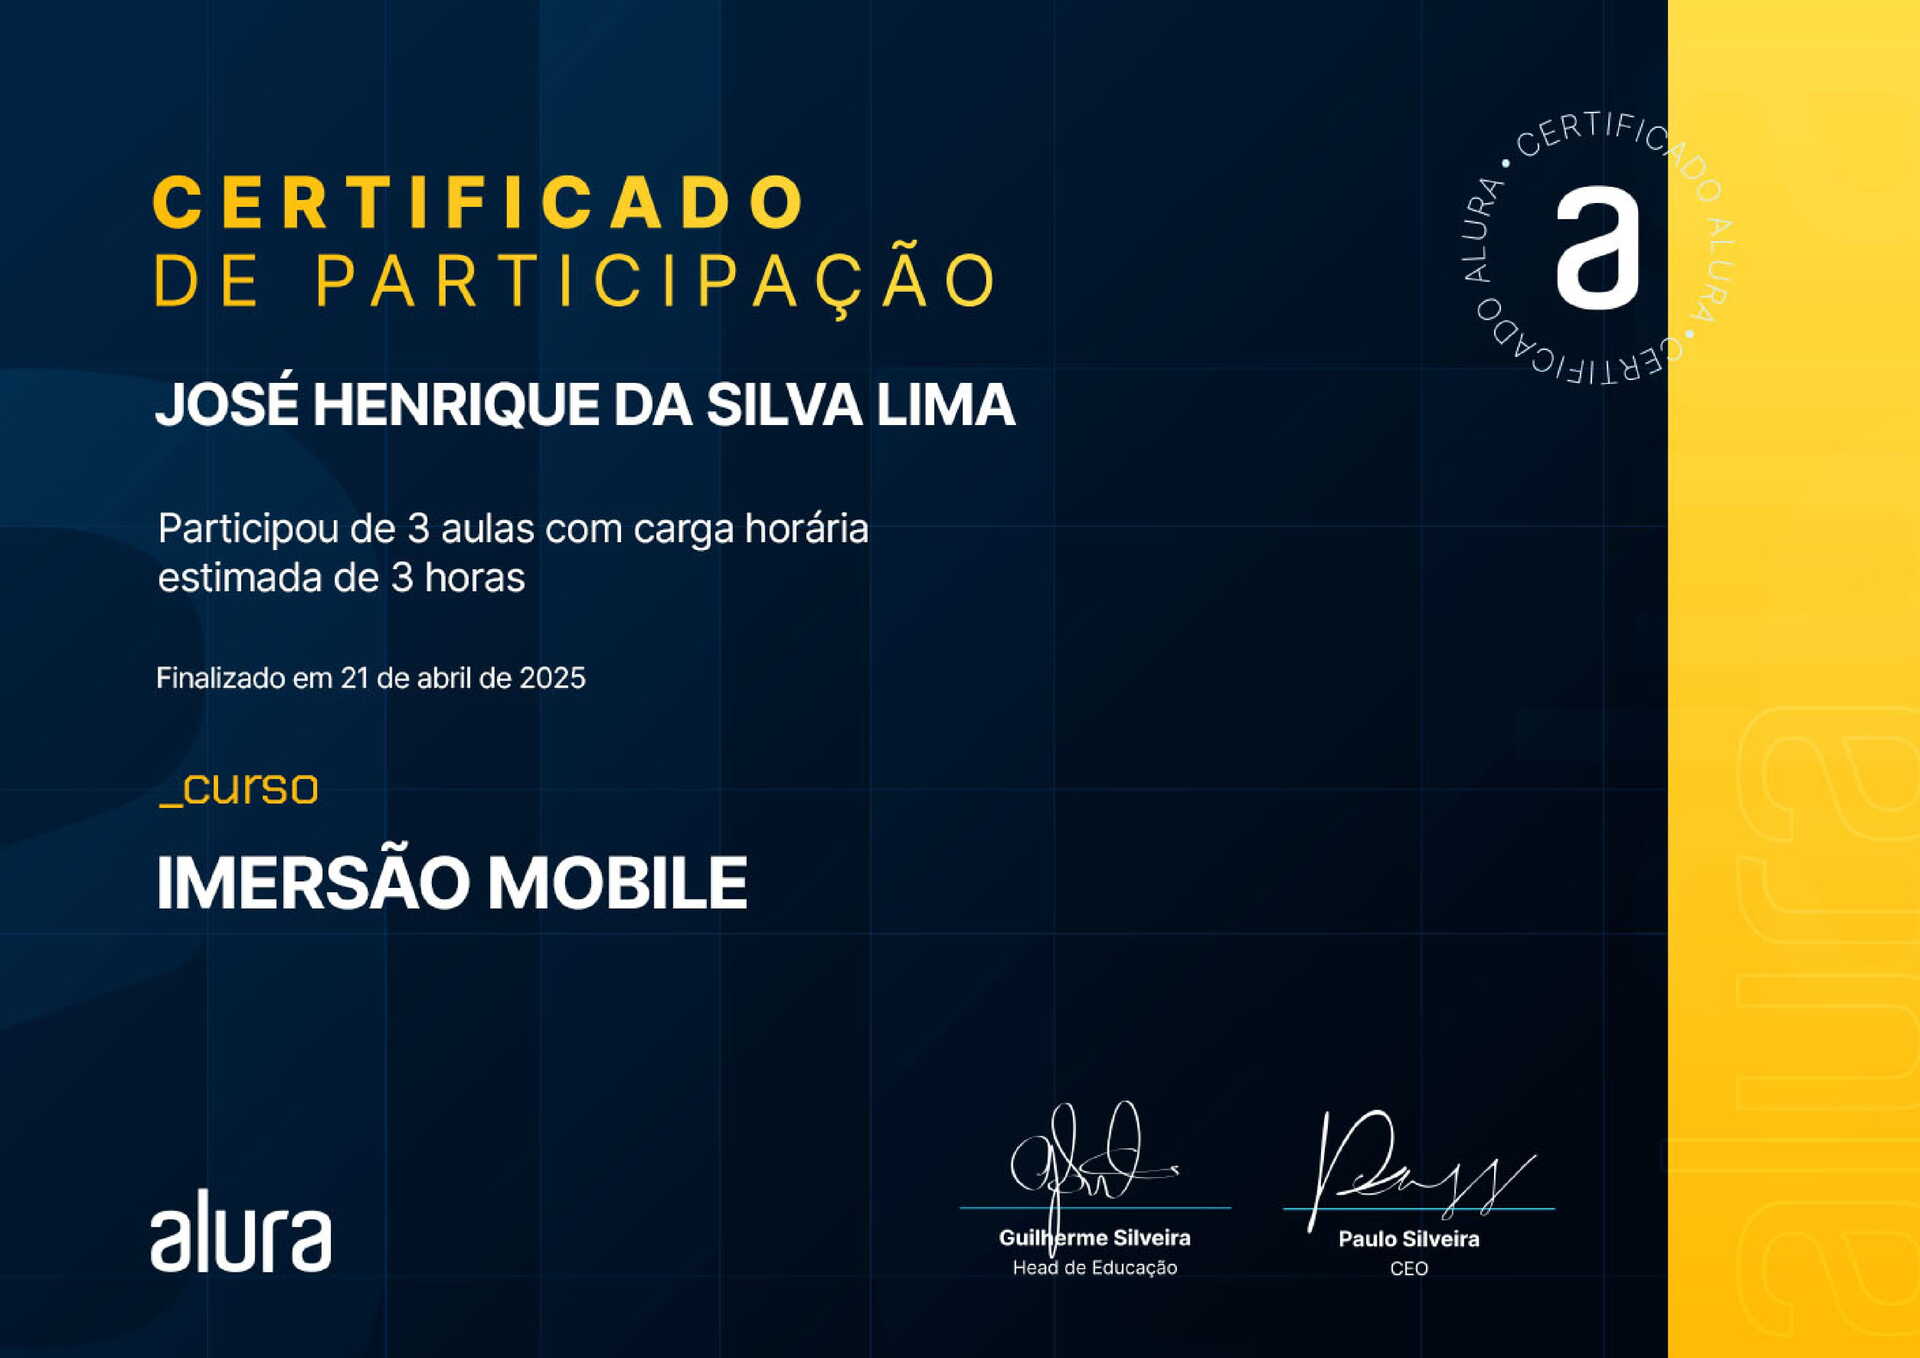 CERTIFICADO
DE PARTICIPAÇÃO
CERTIFICADO ALURA • CERTIFICADO ALURA •
a
JOSÉ HENRIQUE DA SILVA LIMA
Participou de 3 aulas com carga horária
estimada de 3 horas
Finalizado em 21 de abril de 2025
_curso
IMERSÃO MOBILE
alura
Guilherme Silveira
Head de Educação
Paulo Silveira
CEO
alura